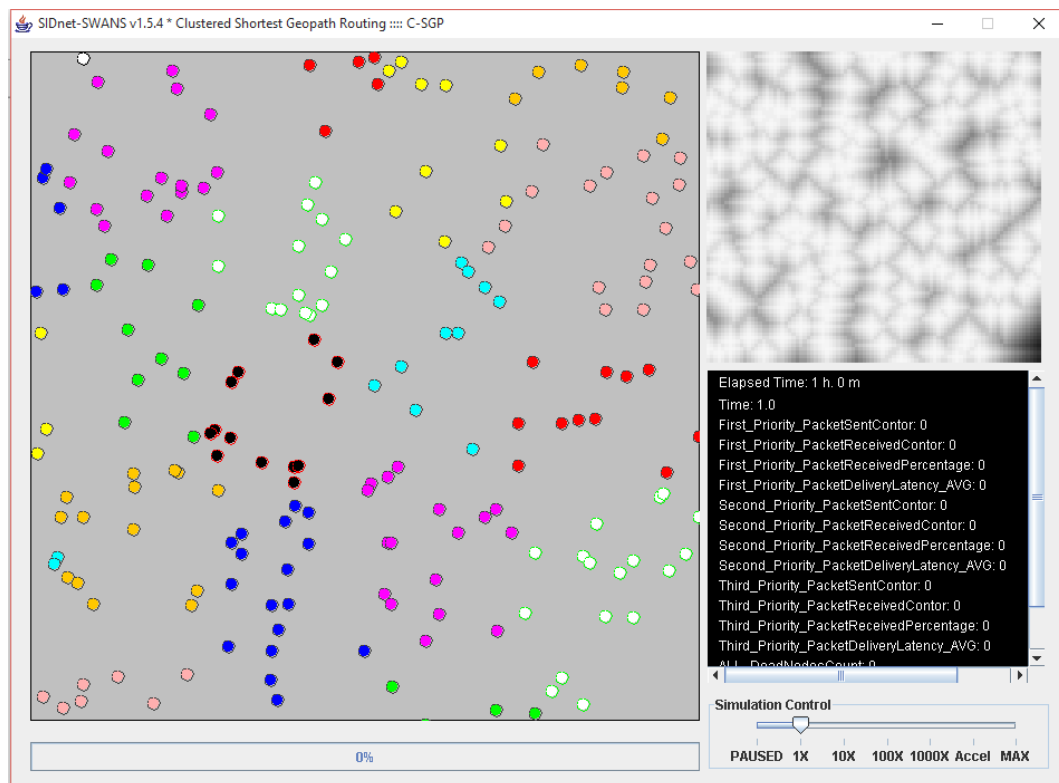 SIDnet-SWANS v1.5.4 * Clustered Shortest Geopath Routing :::: C-SGP
Elapsed Time: 1 h. 0 m
Time: 1.0
First_Priority_PacketSentContor: 0
First_Priority_PacketReceivedContor: 0
First_Priority_PacketReceivedPercentage: 0
First_Priority_PacketDeliveryLatency_AVG: 0
Second_Priority_PacketSentContor: 0
Second_Priority_PacketReceivedContor: 0
Second_Priority_PacketReceivedPercentage: 0
Second_Priority_PacketDeliveryLatency_AVG: 0
Third_Priority_PacketSentContor: 0
Third_Priority_PacketReceivedContor: 0
Third_Priority_PacketReceivedPercentage: 0
Third_Priority_PacketDeliveryLatency_AVG: 0
ALL_DeadNodesCount: 0
Simulation Control
PAUSED 1X 10X 100X 1000X Accel MAX
0%